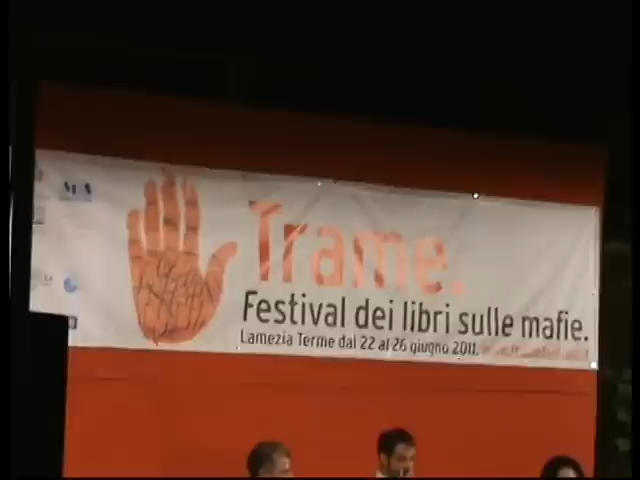 Trame.
Festival dei libri sulle mafie.
Lamezia Terme dal 22 al 26 giugno 2011.